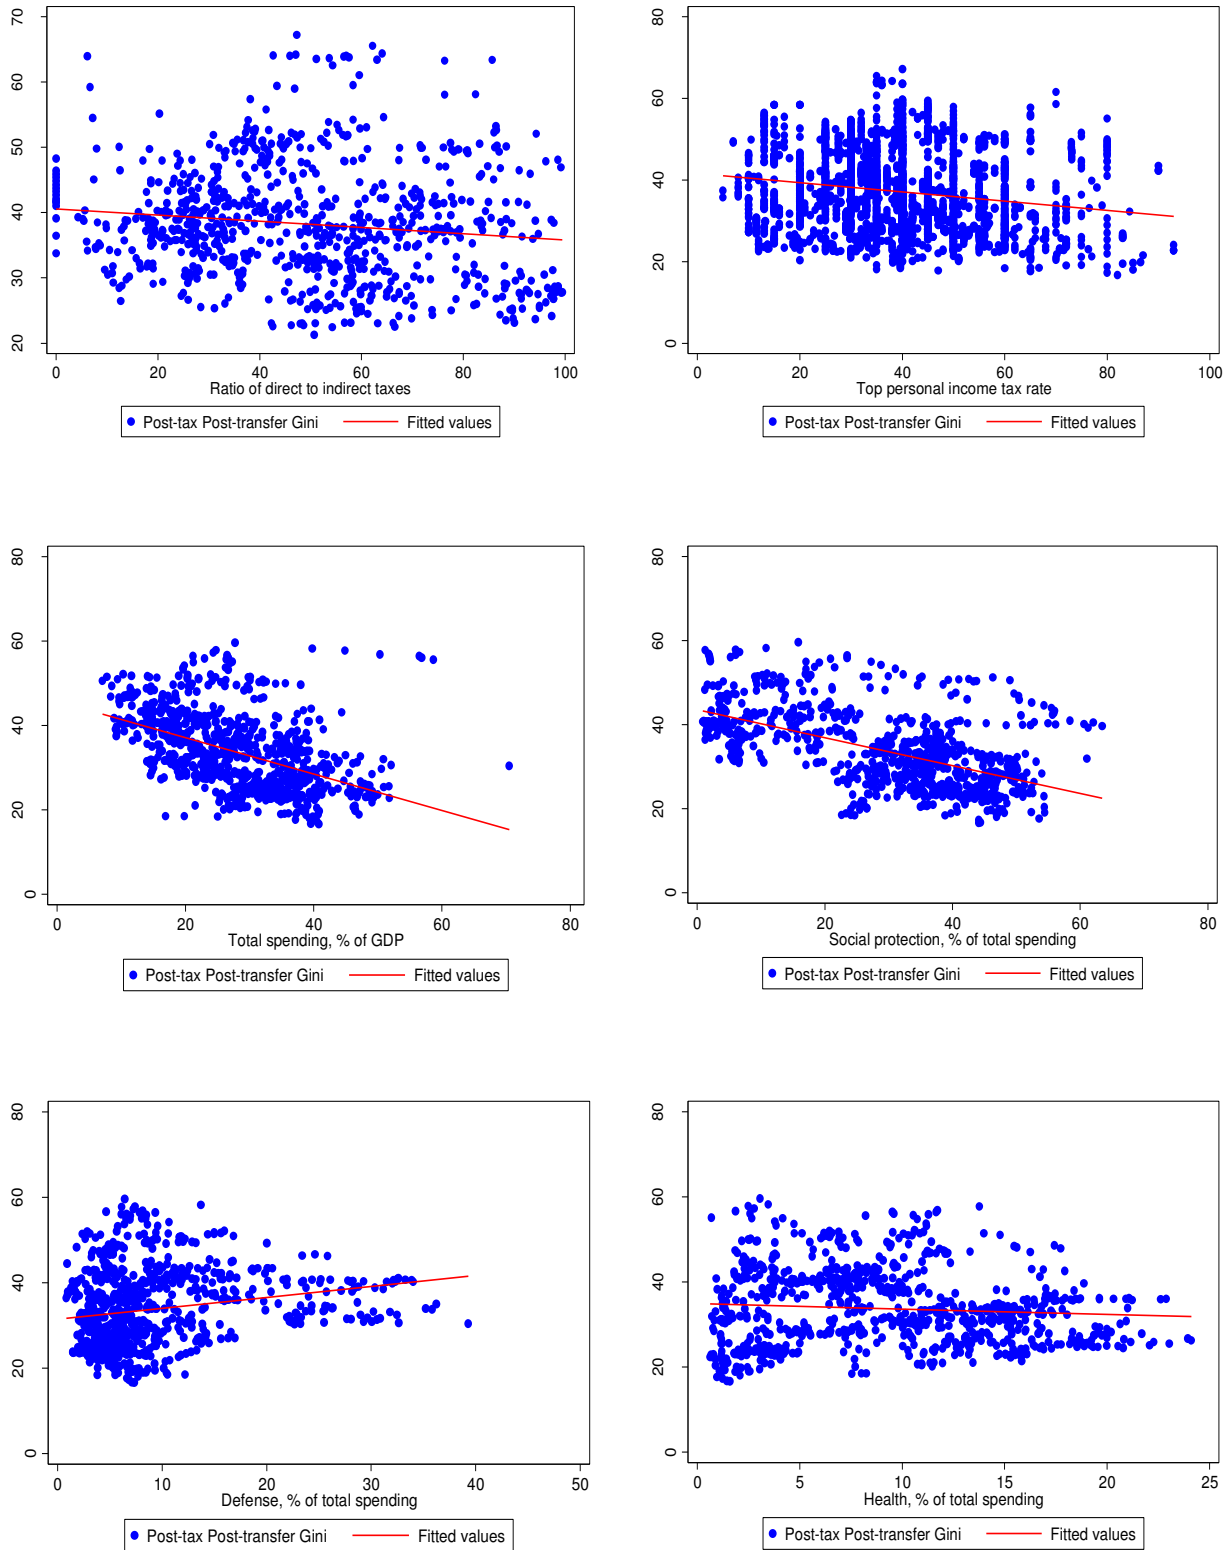 70
60
50
40
30
20
0 20 40 60 80 100
Ratio of direct to indirect taxes
Post-tax Post-transfer Gini Fitted values
80
60
40
20
0
0 20 40 60 80 100
Top personal income tax rate
Post-tax Post-transfer Gini Fitted values
80
60
40
20
0
0 20 40 60 80
Total spending, % of GDP
Post-tax Post-transfer Gini Fitted values
80
60
40
20
0
0 20 40 60 80
Social protection, % of total spending
Post-tax Post-transfer Gini Fitted values
80
60
40
20
0
0 10 20 30 40 50
Defense, % of total spending
Post-tax Post-transfer Gini Fitted values
80
60
40
20
0
0 5 10 15 20 25
Health, % of total spending
Post-tax Post-transfer Gini Fitted values